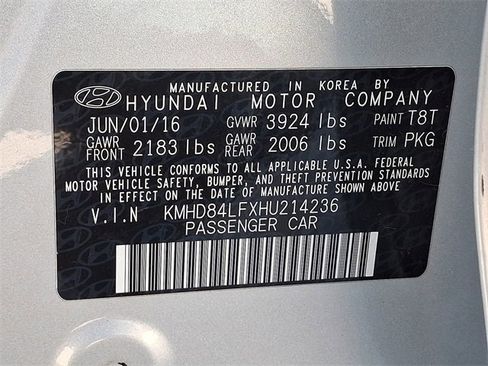 MANUFACTURED IN KOREA BY
HYUNDAI MOTOR COMPANY
JUN/01/16 GVWR 3924 lbs PAINT T8T
GAWR FRONT 2183 lbs GAWR REAR 2006 lbs TRIM PKG
THIS VEHICLE CONFORMS TO ALL APPLICABLE U.S.A. FEDERAL
MOTOR VEHICLE SAFETY, BUMPER, AND THEFT PREVENTION STANDARDS
IN EFFECT ON THE DATE OF MANUFACTURE SHOWN ABOVE.
V.I.N KMHD84LFXHU214236
PASSENGER CAR